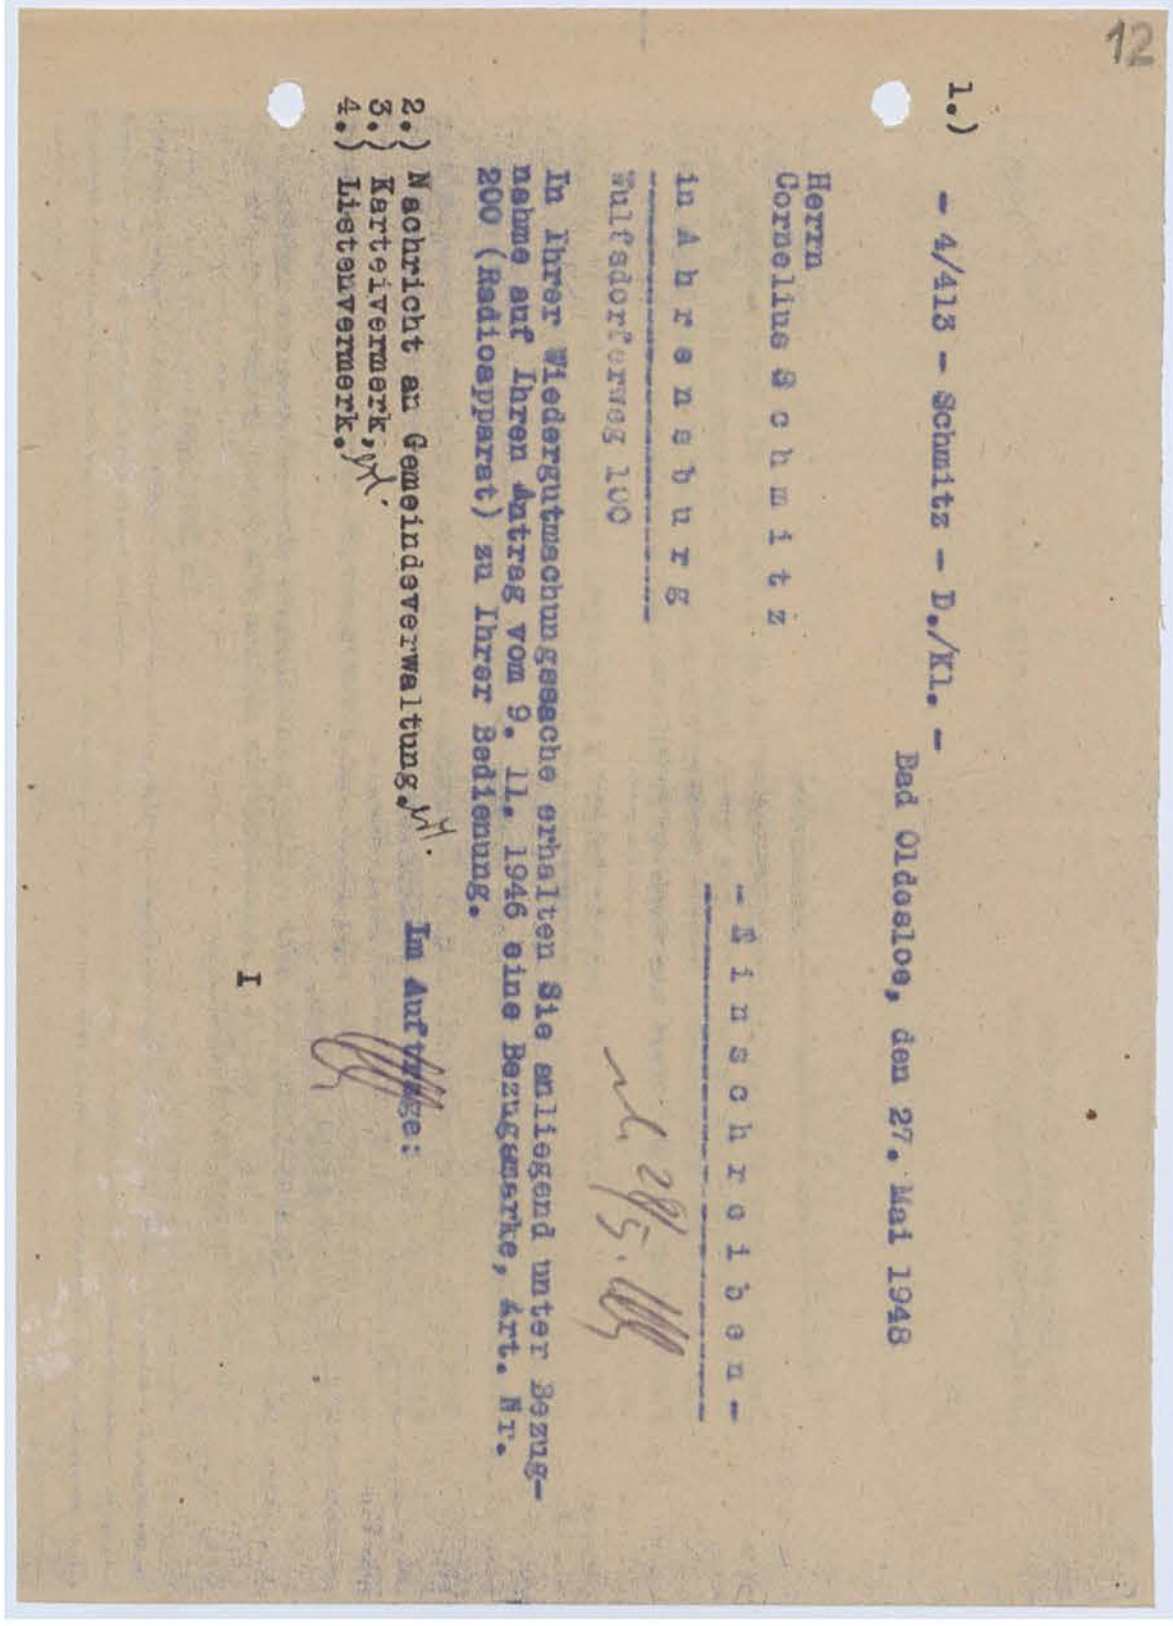 12
1.)
- 4/413 - Schmitz - D./Kl. -
Bad Oldesloe, den 27. Mai 1948
Herrn
Cornelius S c h m i t z
- E i n s c h r e i b e n -
in A h r e n s b u r g
Wulfsdorferweg 100
28/5.
In Ihrer Wiedergutmachungssache erhalten Sie anliegend unter Bezug-
nahme auf Ihren Antrag vom 9. 11. 1946 eine Bezugsmarke, Art. Nr.
200 (Radioapparat) zu Ihrer Bedienung.
2.) Nachricht an Gemeindeverwaltung.
Im Auftrage:
3.) Karteivermerk,
4.) Listenvermerk.
I